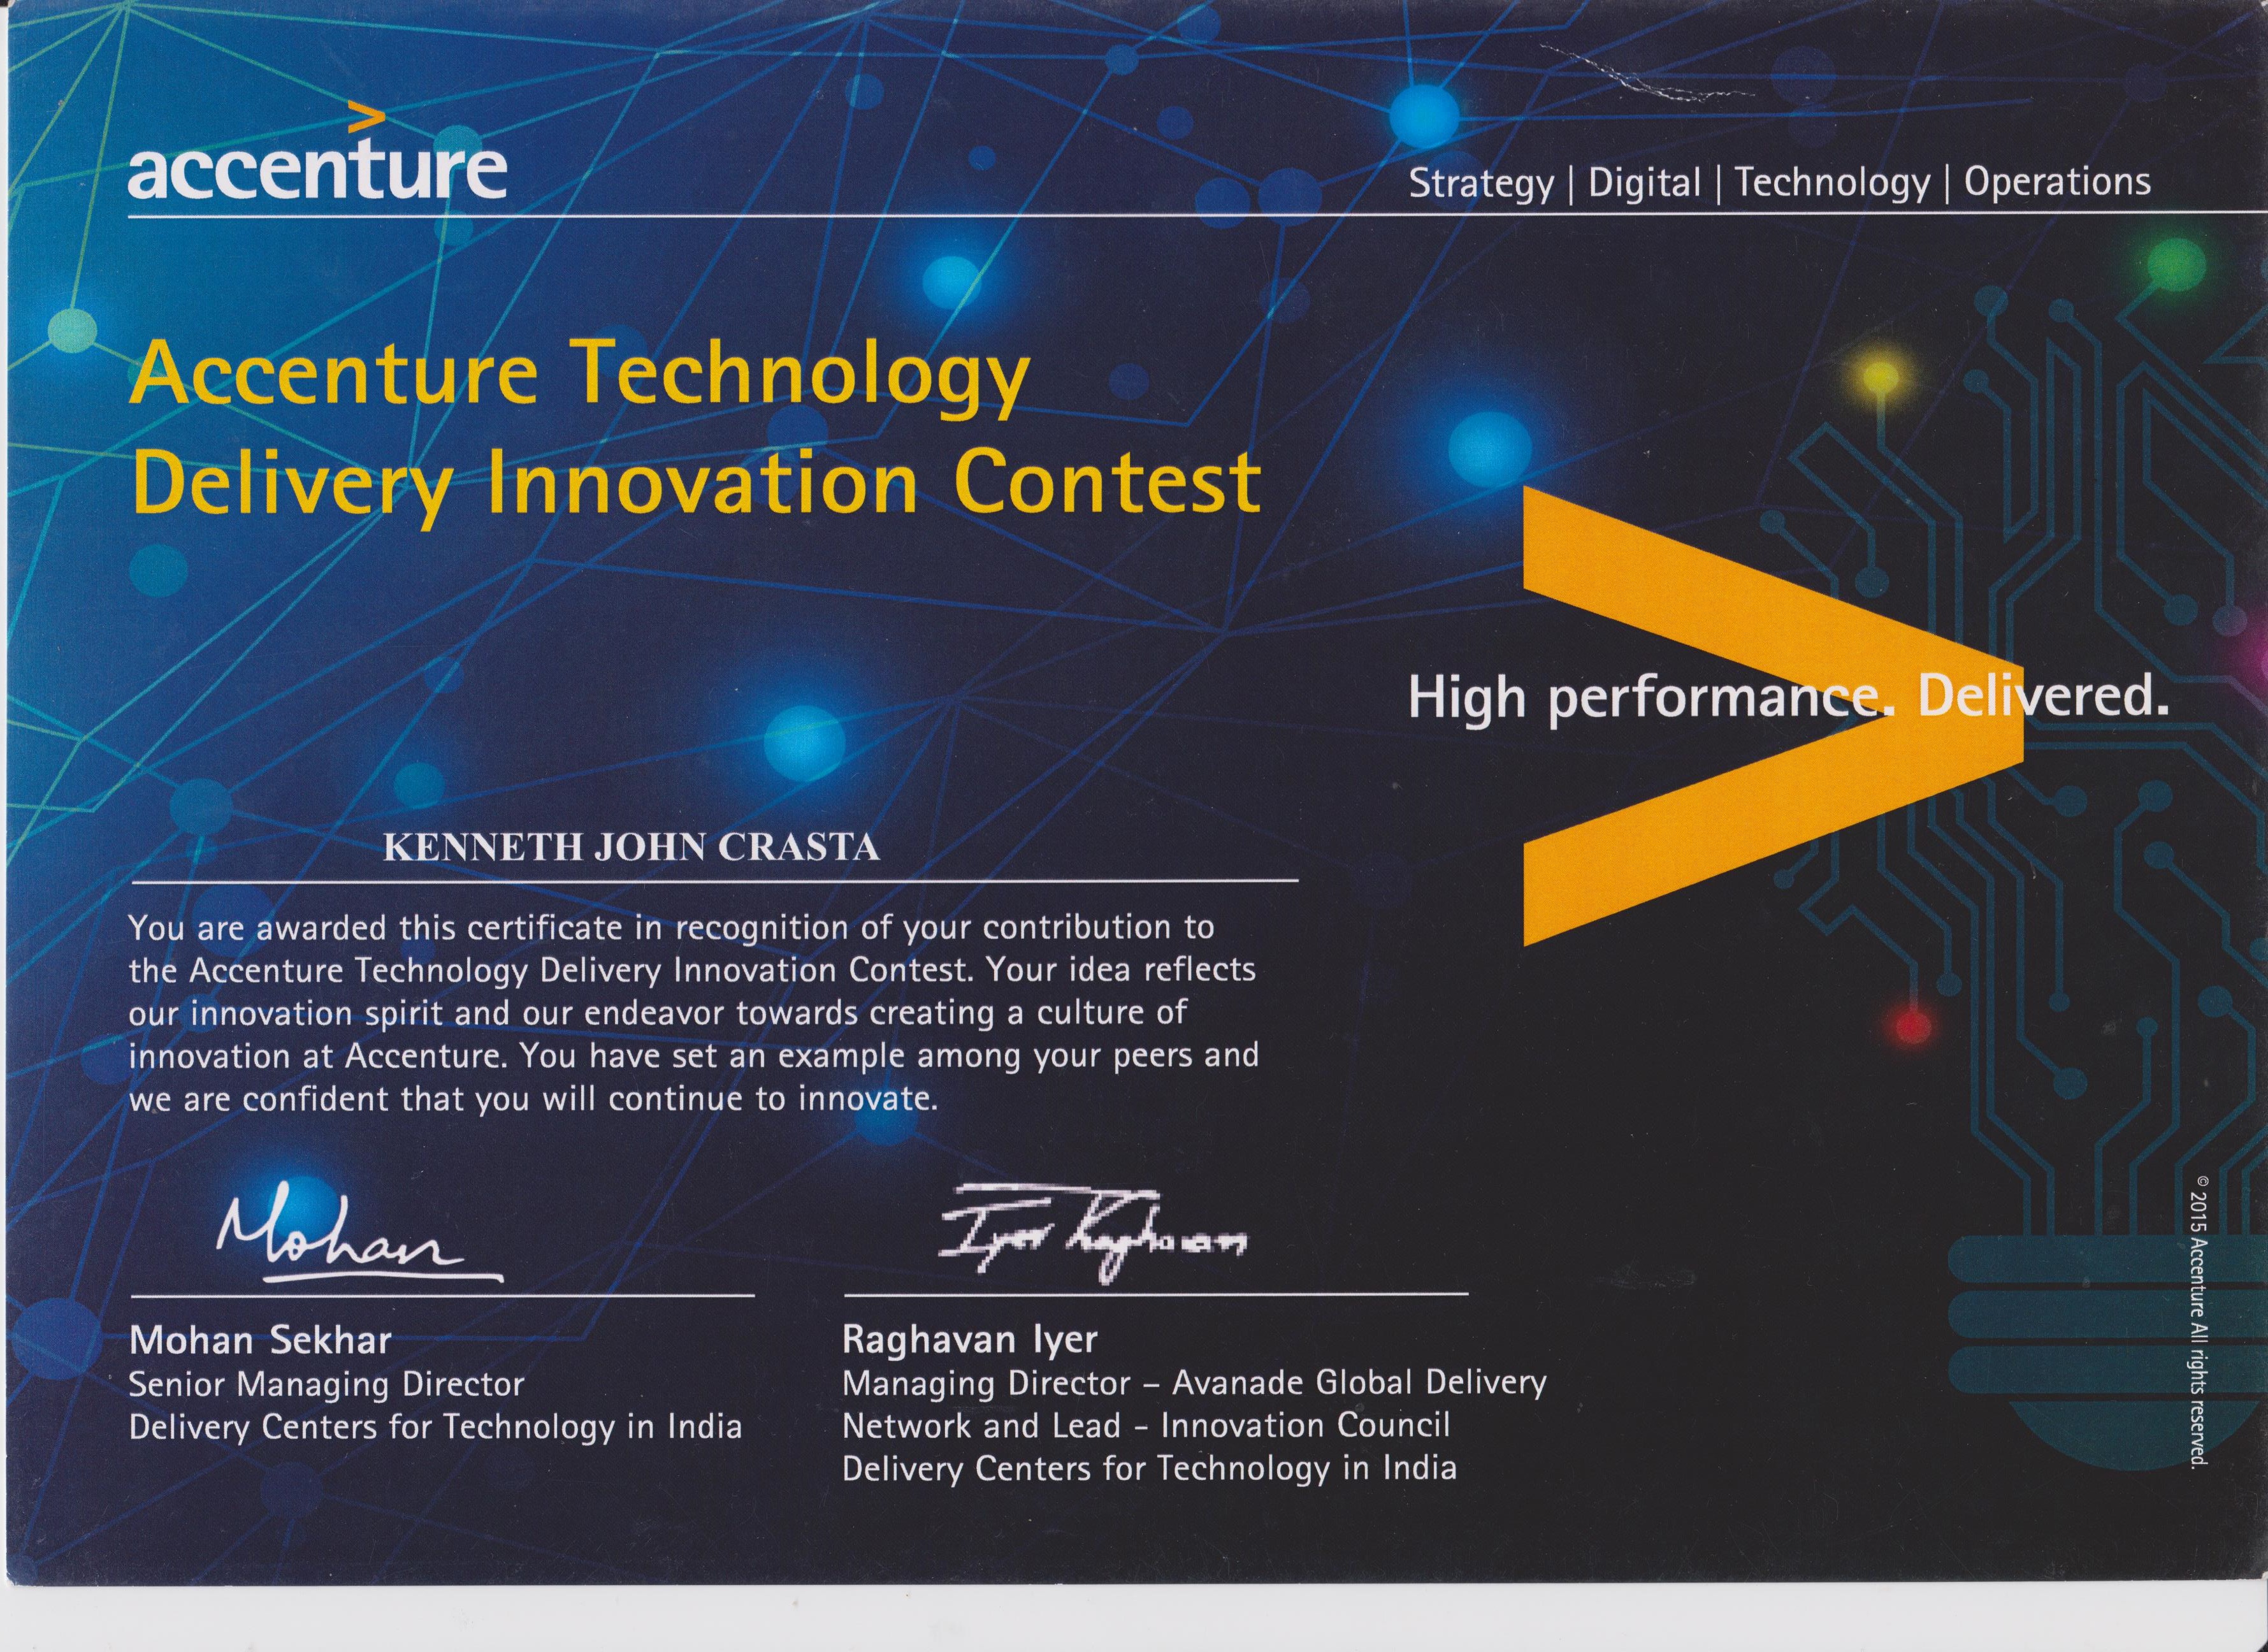 accenture
Strategy | Digital | Technology | Operations
Accenture Technology
Delivery Innovation Contest
High performance. Delivered.
KENNETH JOHN CRASTA
You are awarded this certificate in recognition of your contribution to
the Accenture Technology Delivery Innovation Contest. Your idea reflects
our innovation spirit and our endeavor towards creating a culture of
innovation at Accenture. You have set an example among your peers and
we are confident that you will continue to innovate.
Mohan
Iyer Raghavan
Mohan Sekhar
Senior Managing Director
Delivery Centers for Technology in India
Raghavan Iyer
Managing Director – Avanade Global Delivery
Network and Lead - Innovation Council
Delivery Centers for Technology in India
© 2015 Accenture All rights reserved.